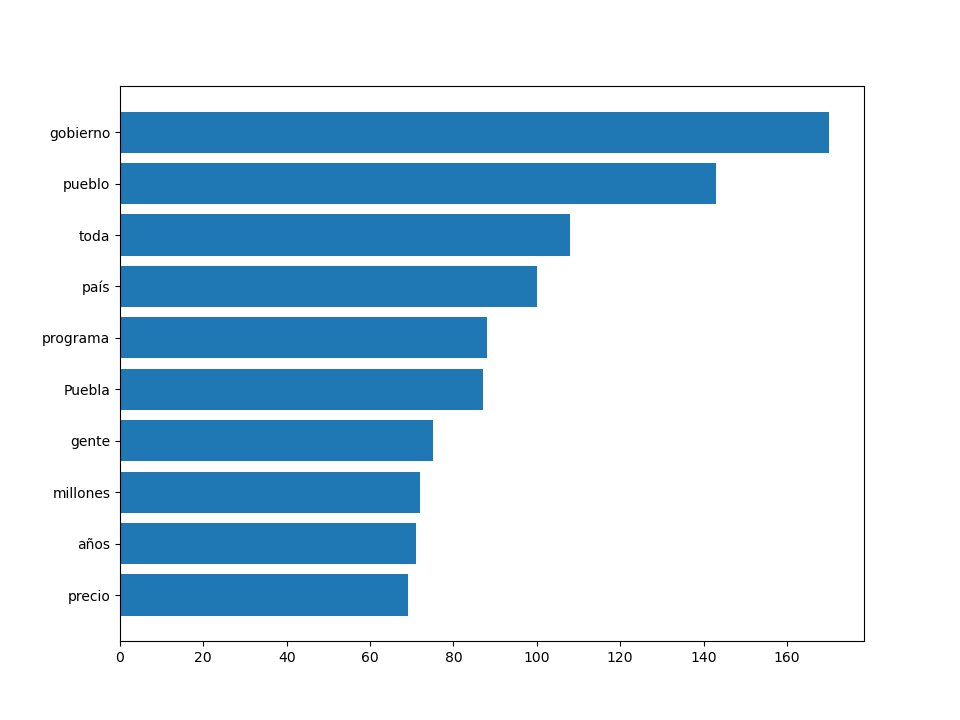 gobierno
pueblo
toda
país
programa
Puebla
gente
millones
años
precio
0 20 40 60 80 100 120 140 160